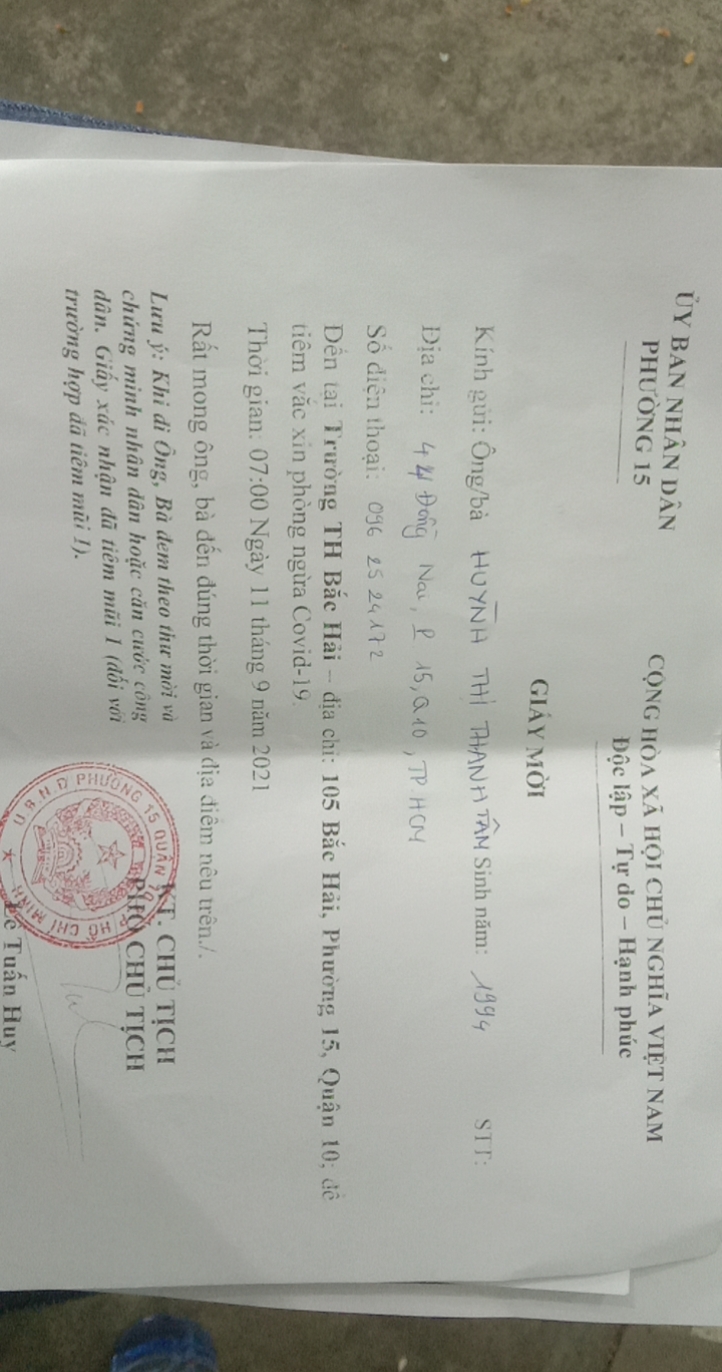 ỦY BAN NHÂN DÂN
PHƯỜNG 15
CỘNG HÒA XÃ HỘI CHỦ NGHĨA VIỆT NAM
Độc lập – Tự do – Hạnh phúc
GIẤY MỜI
Kính gửi: Ông/bà HUỲNH THỊ THANH TÂM Sinh năm: 1994 STT:
Địa chỉ: Đồng Nai, P 15, Q10, TP HCM
Số điện thoại: 096 25 24172
Đến tại Trường TH Bắc Hải – địa chỉ: 105 Bắc Hải, Phường 15, Quận 10; để
tiêm vắc xin phòng ngừa Covid-19.
Thời gian: 07:00 Ngày 11 tháng 9 năm 2021
Rất mong ông, bà đến đúng thời gian và địa điểm nêu trên./.
Lưu ý: Khi đi Ông, Bà đem theo thư mời và
chứng minh nhân dân hoặc căn cước công
dân. Giấy xác nhận đã tiêm mũi 1 (đối với
trường hợp đã tiêm mũi 1).
KT. CHỦ TỊCH
PHÓ CHỦ TỊCH
U.B.N.D PHƯỜNG 15 QUẬN 10
TP HỒ CHÍ MINH
Lê Tuấn Huy